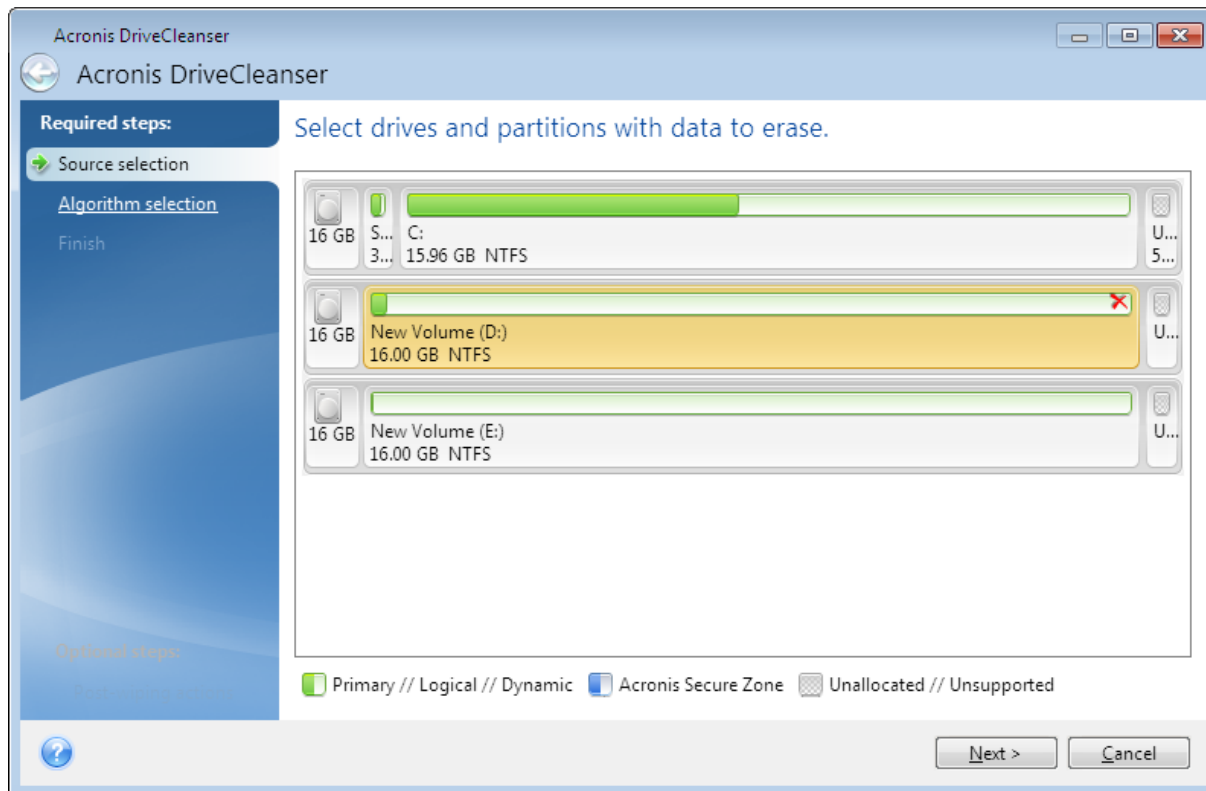 Acronis DriveCleanser
Acronis DriveCleanser
Required steps:
Source selection
Algorithm selection
Finish
Optional steps:
Select drives and partitions with data to erase.
16 GB
S...
3...
C:
15.96 GB NTFS
U...
5...
16 GB
New Volume (D:)
16.00 GB NTFS
U...
16 GB
New Volume (E:)
16.00 GB NTFS
U...
Primary // Logical // Dynamic
Acronis Secure Zone
Unallocated // Unsupported
?
Next >
Cancel